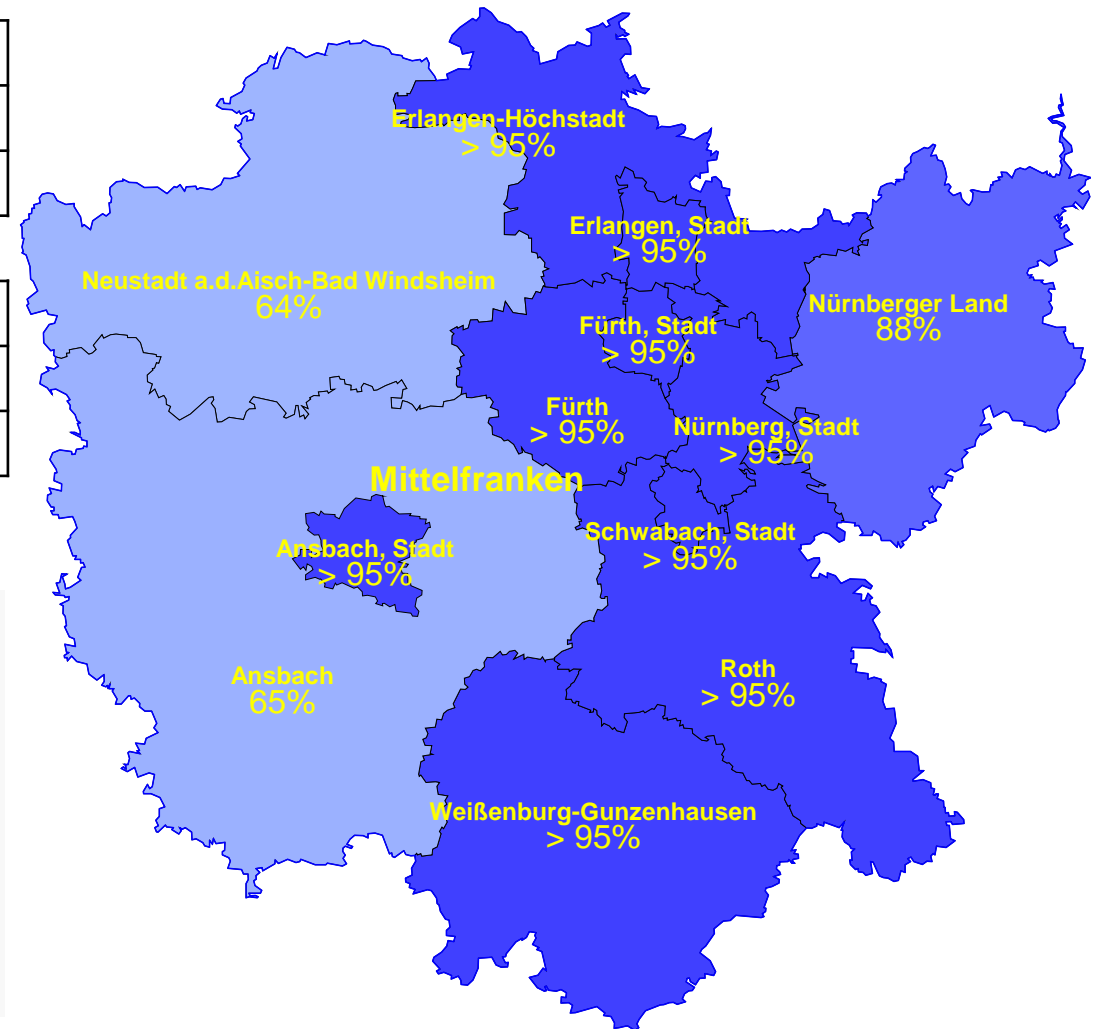 Erlangen-Höchstadt
> 95%
Erlangen, Stadt
> 95%
Neustadt a.d.Aisch-Bad Windsheim
64%
Nürnberger Land
88%
Fürth, Stadt
> 95%
Fürth
> 95%
Nürnberg, Stadt
> 95%
Mittelfranken
Schwabach, Stadt
> 95%
Ansbach, Stadt
> 95%
Ansbach
65%
Roth
> 95%
Weißenburg-Gunzenhausen
> 95%